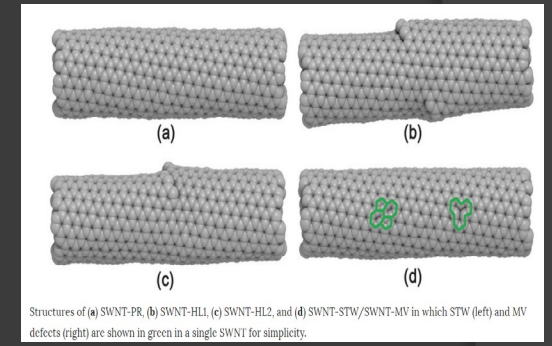 (a)
(b)
(c)
(d)
Structures of (a) SWNT-PR, (b) SWNT-HL1, (c) SWNT-HL2, and (d) SWNT-STW/SWNT-MV in which STW (left) and MV
defects (right) are shown in green in a single SWNT for simplicity.